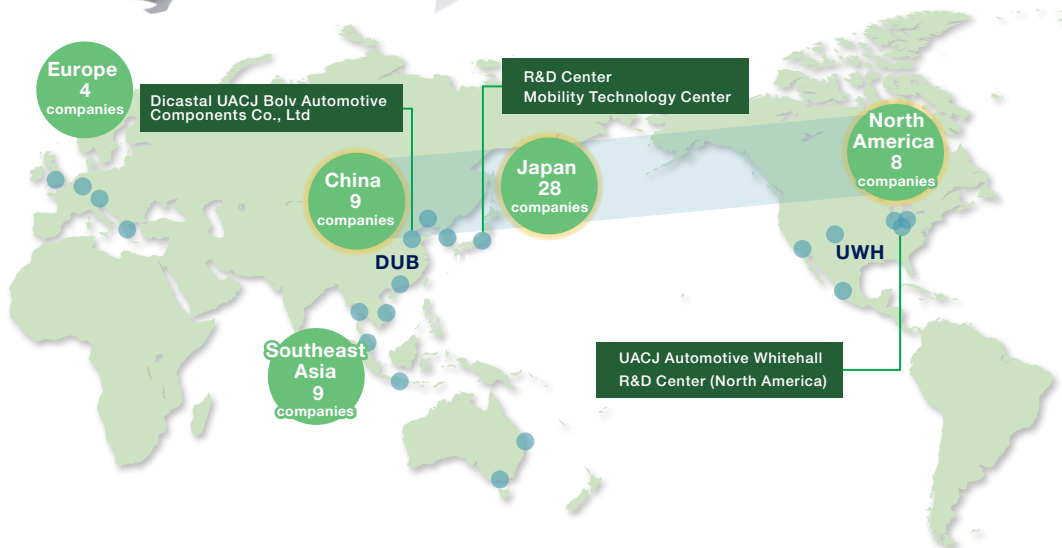 Europe
4
companies
Dicastal UACJ Bolv Automotive
Components Co., Ltd
R&D Center
Mobility Technology Center
North
America
8
companies
China
9
companies
Japan
28
companies
DUB
UWH
Southeast
Asia
9
companies
UACJ Automotive Whitehall
R&D Center (North America)